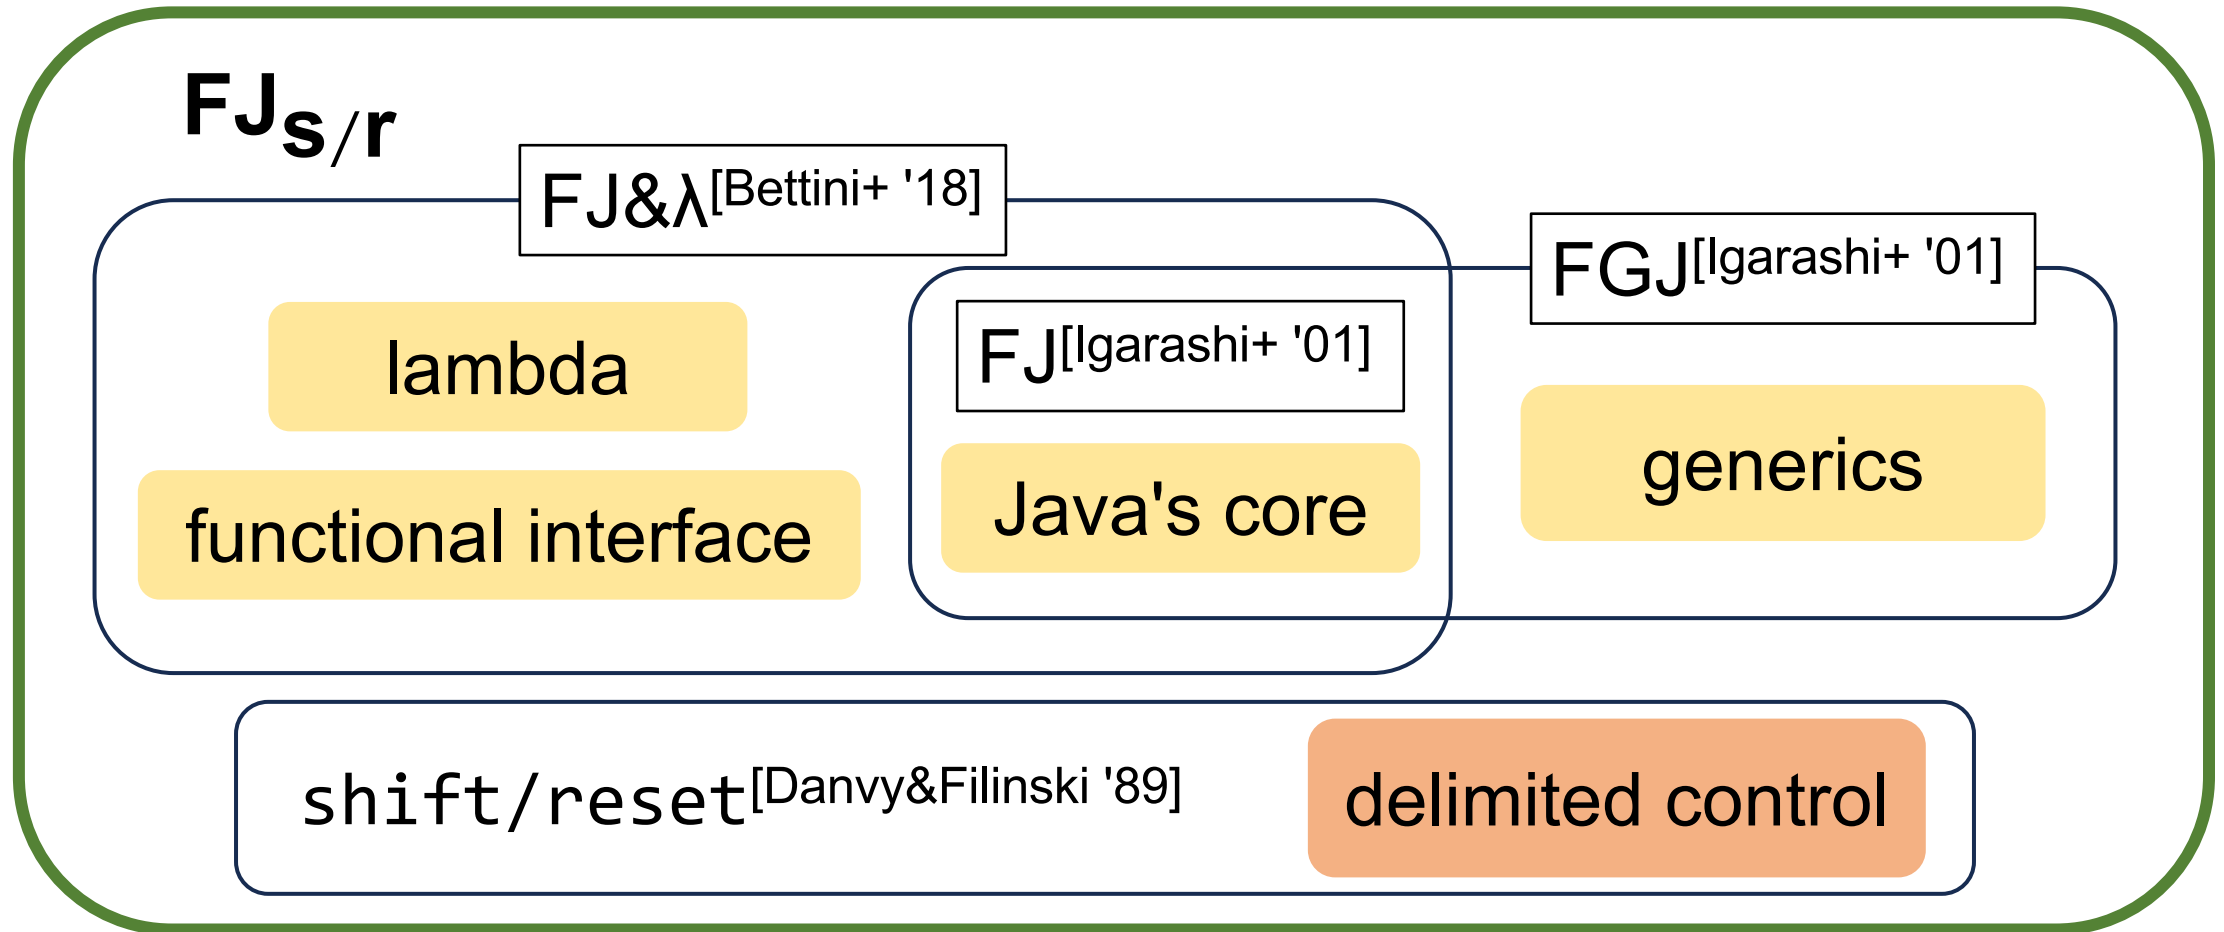 FJs/r
FJ&λ[Bettini+ '18]
FGJ[Igarashi+ '01]
FJ[Igarashi+ '01]
lambda
generics
Java's core
functional interface
shift/reset[Danvy&Filinski '89]
delimited control